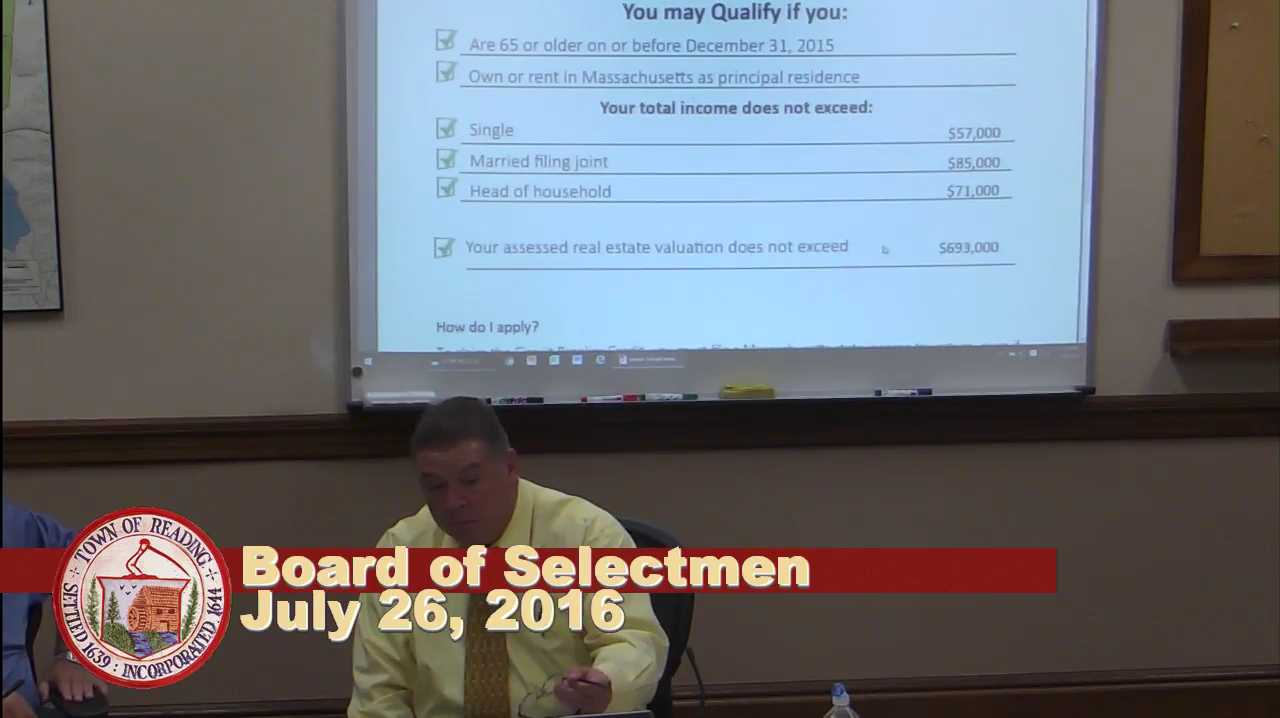 You may Qualify if you:
Are 65 or older on or before December 31, 2015
Own or rent in Massachusetts as principal residence
Your total income does not exceed:
Single $57,000
Married filing joint $85,000
Head of household $71,000
Your assessed real estate valuation does not exceed $693,000
How do I apply?
TOWN OF READING
SETTLED 1639 : INCORPORATED 1644
Board of Selectmen
July 26, 2016